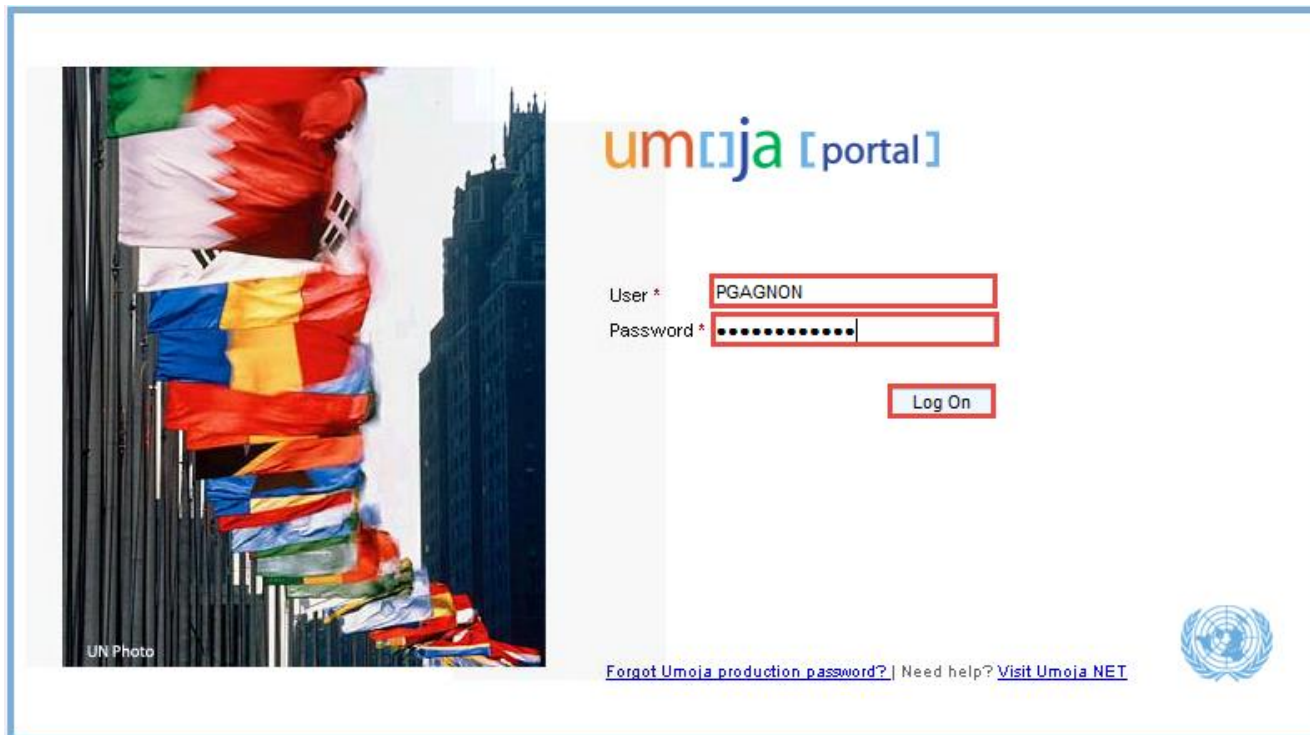 um[]ja [portal]
User * PGAGNON
Password * ••••••••••••
Log On
UN Photo
Forgot Umoja production password? | Need help? Visit Umoja NET